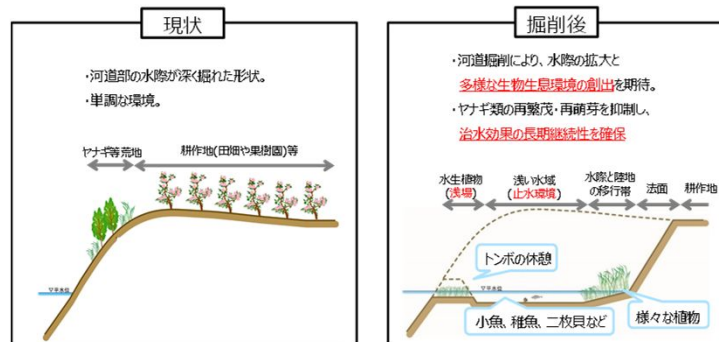 現状
・河道部の水際が深く掘れた形状。
・単調な環境。
ヤナギ等荒地
耕作地(田畑や果樹園)等
▽平水位
掘削後
・河道掘削により、水際の拡大と
多様な生物生息環境の創出を期待。
・ヤナギ類の再繁茂・再萌芽を抑制し、
治水効果の長期継続性を確保
水生植物
(浅場)
浅い水域
(止水環境)
水際と陸地
の移行帯
法面
耕作地
トンボの休憩
▽平水位
小魚、稚魚、二枚貝など
様々な植物